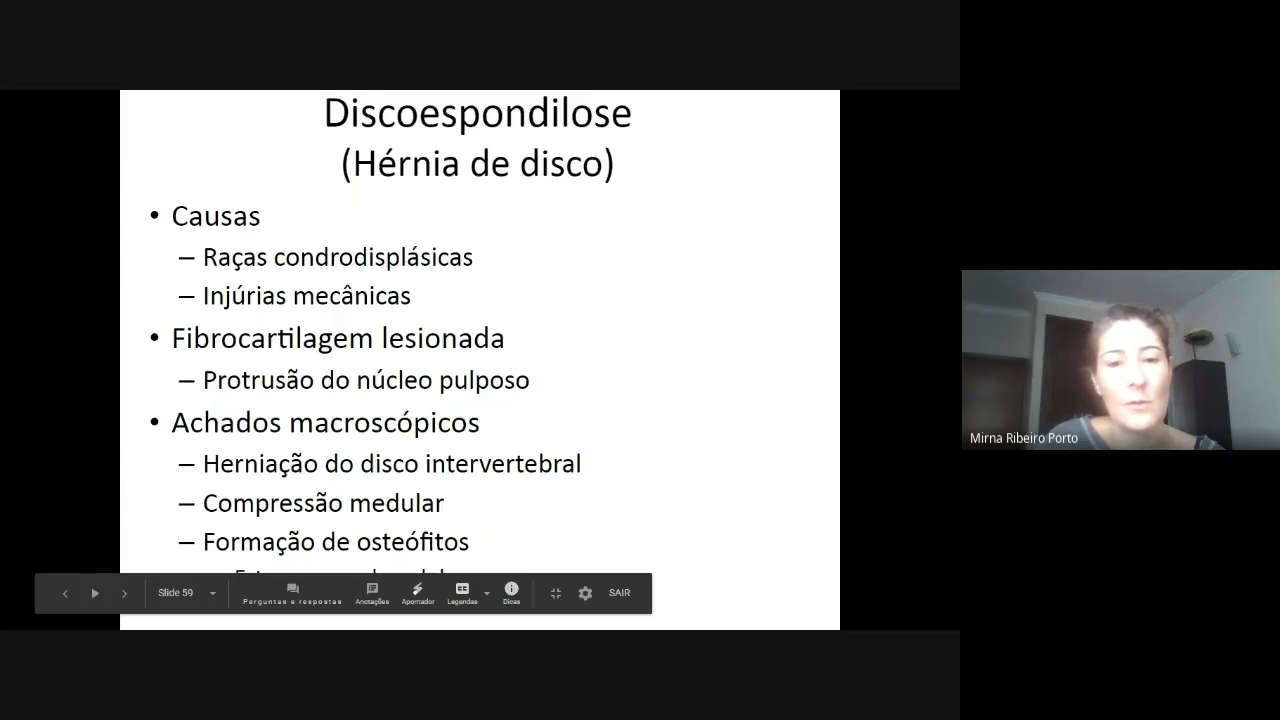 Discoespondilose
(Hérnia de disco)
• Causas
– Raças condrodisplásicas
– Injúrias mecânicas
• Fibrocartilagem lesionada
– Protrusão do núcleo pulposo
• Achados macroscópicos
– Herniação do disco intervertebral
– Compressão medular
– Formação de osteófitos
Slide 59
Perguntas e respostas
Anotações
Apontador
Legendas
Dicas
SAIR
Mirna Ribeiro Porto